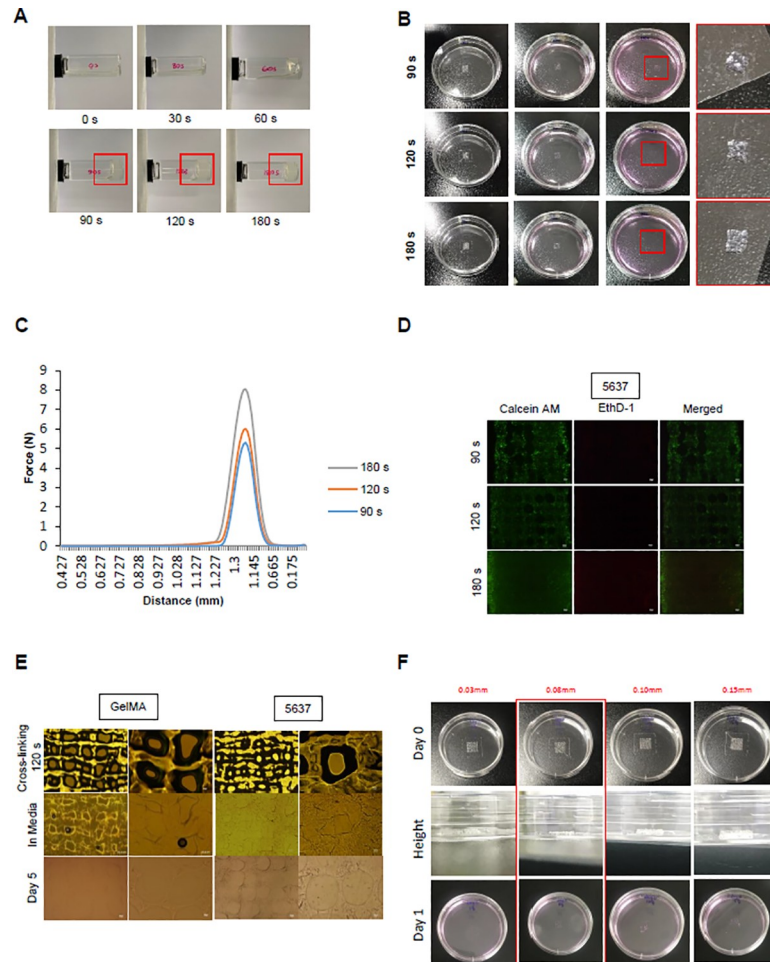 A
0 s
30 s
60 s
90 s
120 s
180 s
B
90 s
120 s
180 s
C
Force (N)
9
8
7
6
5
4
3
2
1
0
0.427
0.528
0.627
0.727
0.828
0.928
1.028
1.127
1.227
1.3
1.145
0.665
0.175
Distance (mm)
180 s
120 s
90 s
D
5637
Calcein AM
EthD-1
Merged
90 s
120 s
180 s
E
GelMA
5637
Cross-linking
120 s
In Media
Day 5
F
0.03mm
0.08mm
0.10mm
0.15mm
Day 0
Height
Day 1